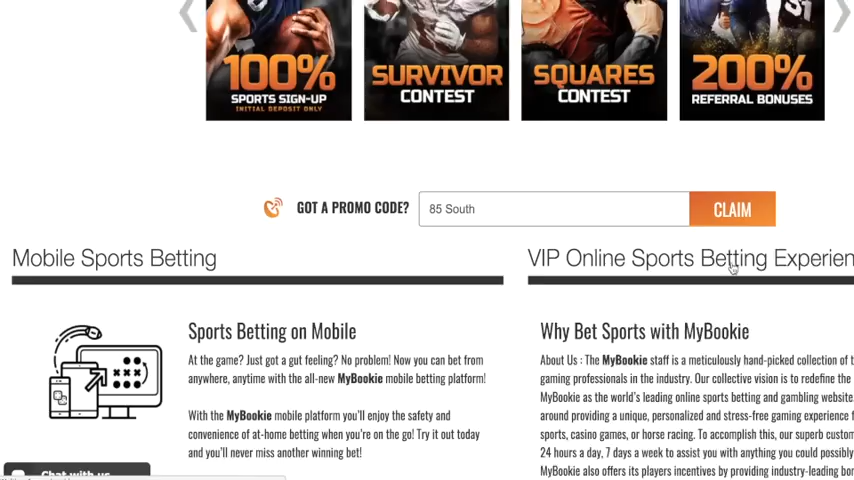 100% SURVIVOR SQUARES 200%
SPORTS SIGN-UP CONTEST CONTEST REFERRAL BONUSES
INITIAL DEPOSIT ONLY
GOT A PROMO CODE? 85 South CLAIM
Mobile Sports Betting
Sports Betting on Mobile
At the game? Just got a gut feeling? No problem! Now you can bet from
anywhere, anytime with the all-new MyBookie mobile betting platform!
With the MyBookie mobile platform you'll enjoy the safety and
convenience of at-home betting when you're on the go! Try it out today
and you'll never miss another winning bet!
VIP Online Sports Betting Experien
Why Bet Sports with MyBookie
About Us : The MyBookie staff is a meticulously hand-picked collection of t
gaming professionals in the industry. Our collective vision is to redefine the
MyBookie as the world's leading online sports betting and gambling website
around providing a unique, personalized and stress-free gaming experience f
sports, casino games, or horse racing. To accomplish this, our superb custom
24 hours a day, 7 days a week to assist you with anything you could possibly
MyBookie also offers its players incentives by providing industry-leading bon
Chat with us